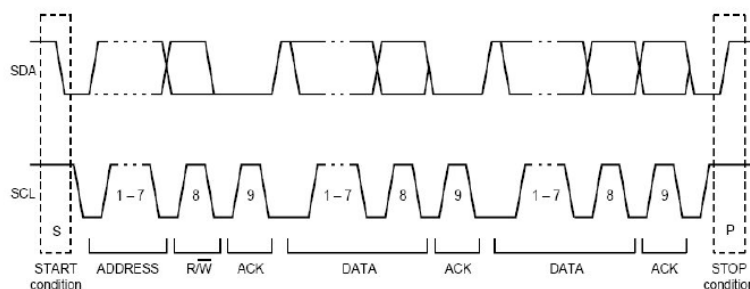 SDA
SCL
1 – 7
8
9
1 – 7
8
9
1 – 7
8
9
S
P
START
condition
ADDRESS
R/W̅
ACK
DATA
ACK
DATA
ACK
STOP
condition